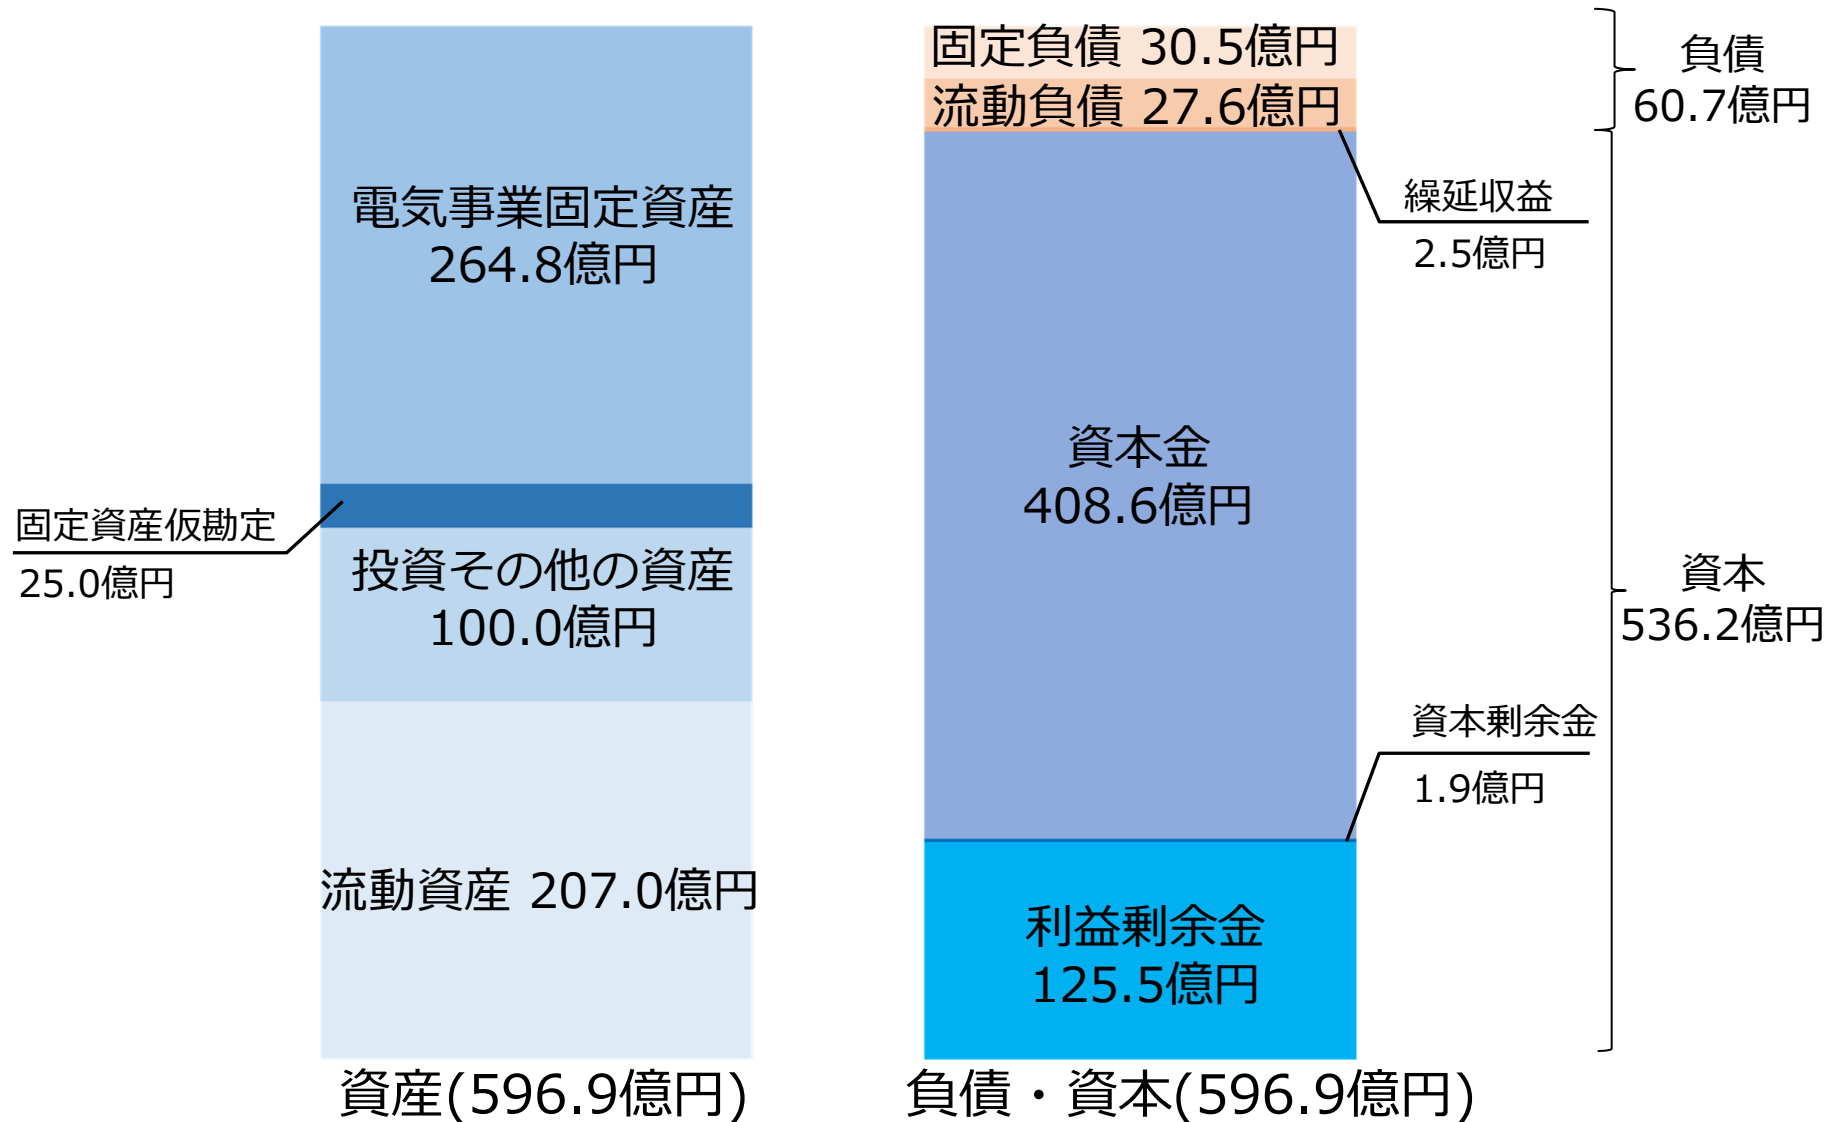 電気事業固定資産
264.8億円
固定資産仮勘定
25.0億円
投資その他の資産
100.0億円
流動資産 207.0億円
資産(596.9億円)
固定負債 30.5億円
流動負債 27.6億円
繰延収益
2.5億円
資本金
408.6億円
資本剰余金
1.9億円
利益剰余金
125.5億円
負債・資本(596.9億円)
負債
60.7億円
資本
536.2億円